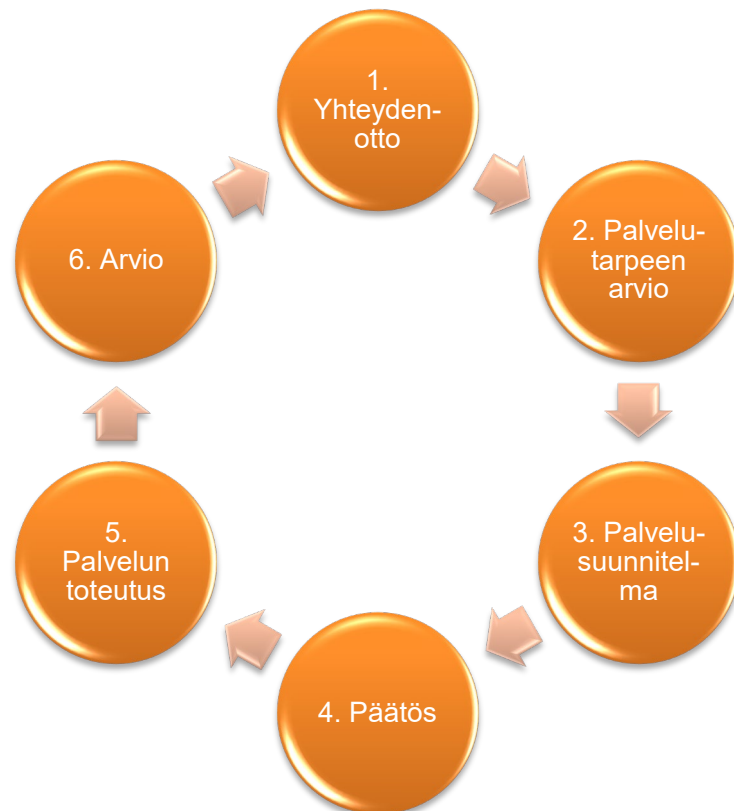 1.
Yhteyden-
otto
2. Palvelu-
tarpeen
arvio
3. Palvelu-
suunnitel-
ma
4. Päätös
5.
Palvelun
toteutus
6. Arvio